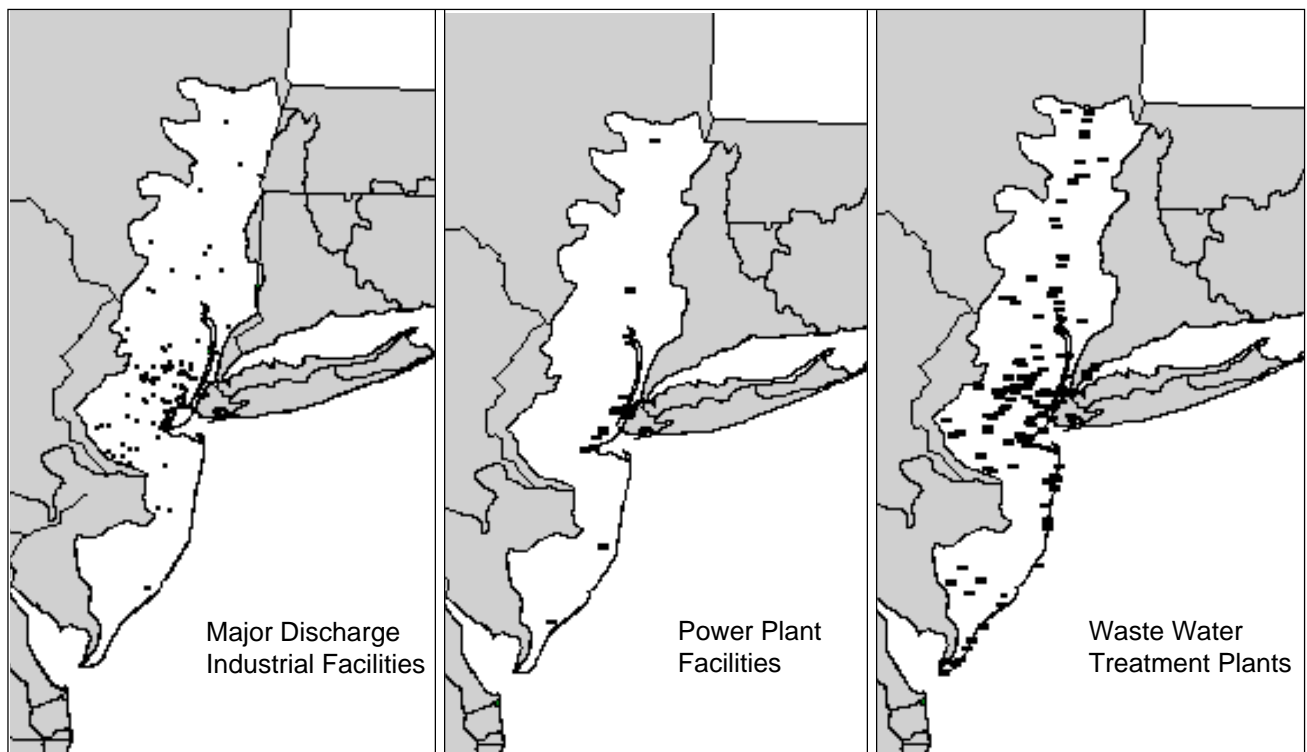 Major Discharge
Industrial Facilities
Power Plant
Facilities
Waste Water
Treatment Plants